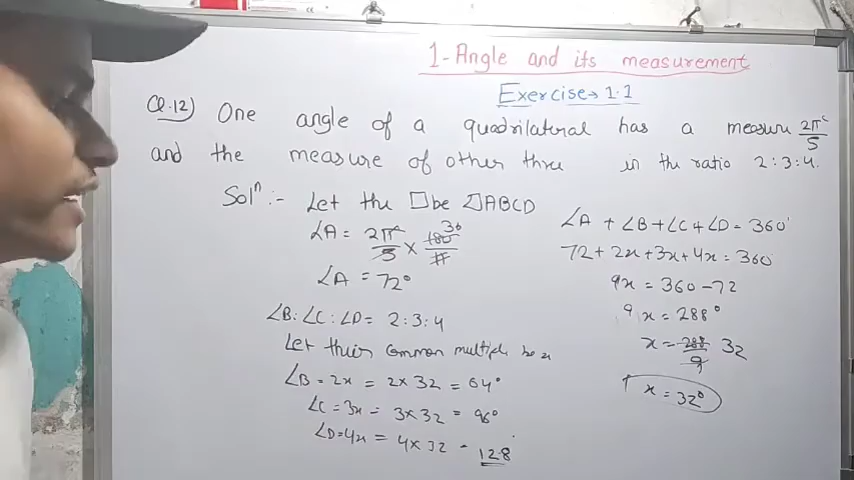 1-Angle and its measurement
Exercise→1.1
Q.12) One angle of a quadrilateral has a measure 2πᶜ/5
and the measure of other three in the ratio 2:3:4.
Solⁿ :- Let the □be □ABCD
∠A = 2πᶜ/5 × 180 36/π
∠A = 72°
∠B:∠C:∠D= 2:3:4
Let their common multiple be x
∠B=2x = 2×32 = 64°
∠C=3x= 3×32 = 96°
∠D=4x = 4×32 = 128
∠A + ∠B+∠C+∠D= 360°
72+2x+3x+4x=360
9x = 360-72
9x = 288°
x = 288/9 32
x = 32°